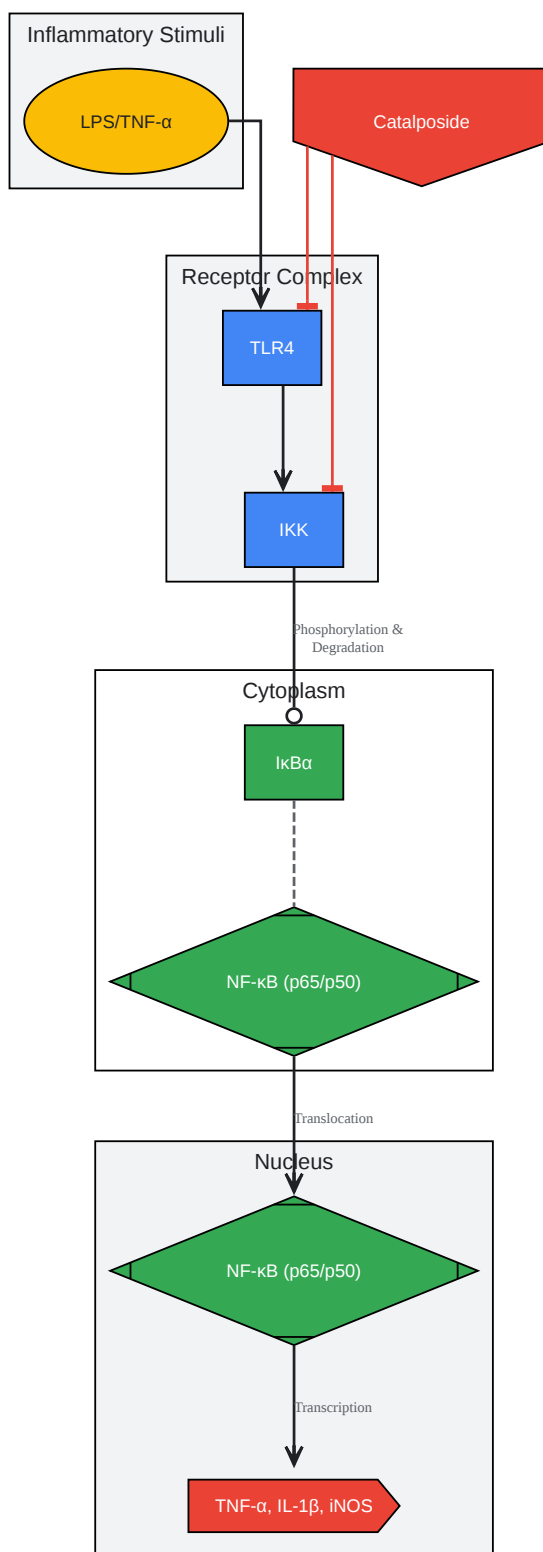 Inflammatory Stimuli
LPS/TNF-α
Catalposide
Receptor Complex
TLR4
IKK
Phosphorylation &
Degradation
Cytoplasm
IκBα
NF-κB (p65/p50)
Translocation
Nucleus
NF-κB (p65/p50)
Transcription
TNF-α, IL-1β, iNOS